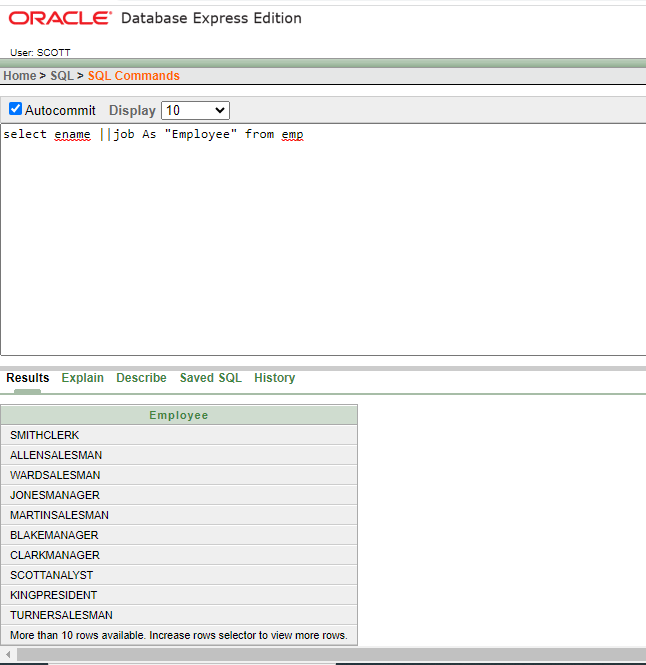 ORACLE® Database Express Edition
User: SCOTT
Home > SQL > SQL Commands
Autocommit Display 10
select ename ||job As "Employee" from emp
Results Explain Describe Saved SQL History
Employee
SMITHCLERK
ALLENSALESMAN
WARDSALESMAN
JONESMANAGER
MARTINSALESMAN
BLAKEMANAGER
CLARKMANAGER
SCOTTANALYST
KINGPRESIDENT
TURNERSALESMAN
More than 10 rows available. Increase rows selector to view more rows.